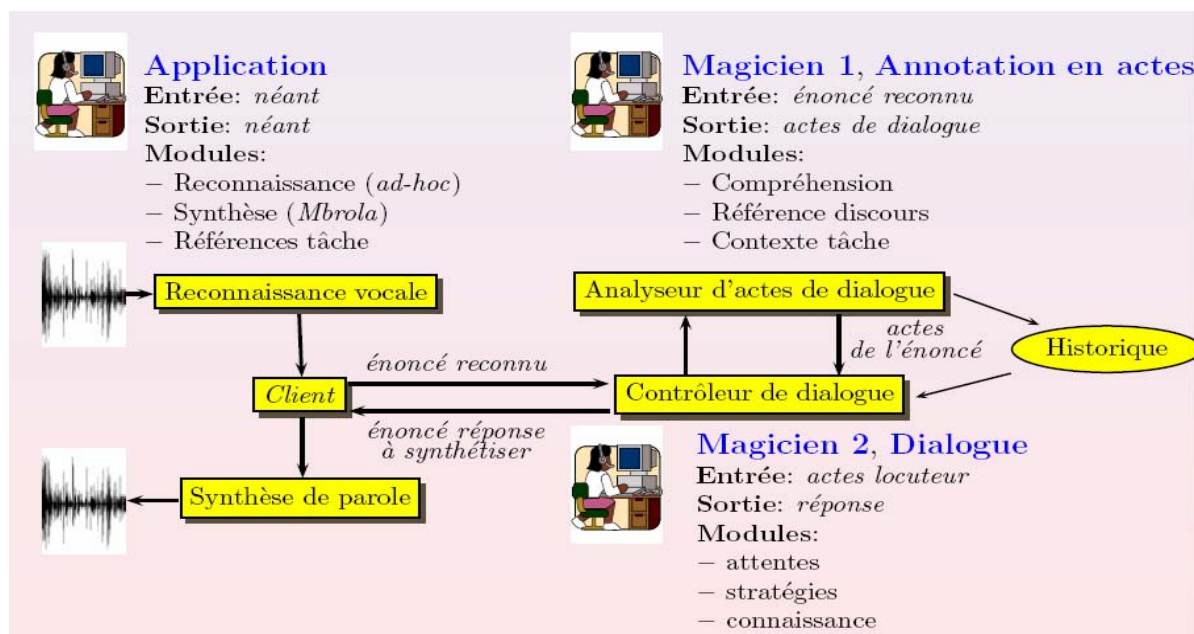 Application
Entrée: néant
Sortie: néant
Modules:
– Reconnaissance (ad-hoc)
– Synthèse (Mbrola)
– Références tâche
Magicien 1, Annotation en actes
Entrée: énoncé reconnu
Sortie: actes de dialogue
Modules:
– Compréhension
– Référence discours
– Contexte tâche
Reconnaissance vocale
Analyseur d'actes de dialogue
actes
de l'énoncé
Historique
énoncé reconnu
Client
Contrôleur de dialogue
énoncé réponse
à synthétiser
Synthèse de parole
Magicien 2, Dialogue
Entrée: actes locuteur
Sortie: réponse
Modules:
– attentes
– stratégies
– connaissance